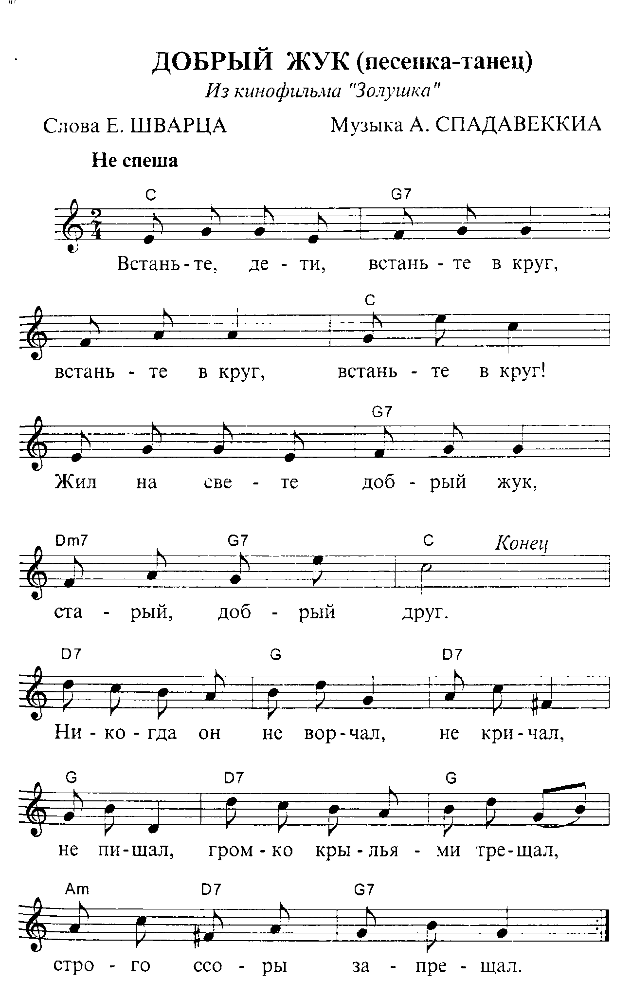 ДОБРЫЙ ЖУК (песенка-танец)
Из кинофильма "Золушка"
Слова Е. ШВАРЦА Музыка А. СПАДАВЕККИА
Не спеша
C G7
2
4
Встань-те, де - ти, встань - те в круг,
C
встань - те в круг, встань - те в круг!
G7
Жил на све - те доб - рый жук,
Dm7 G7 C Конец
ста - рый, доб - рый друг.
D7 G D7
Ни - ко - гда он не вор-чал, не кри-чал,
G D7 G
не пи-щал, гром - ко кры - лья - ми тре-щал,
Am D7 G7
стро - го ссо - ры за - пре - щал.